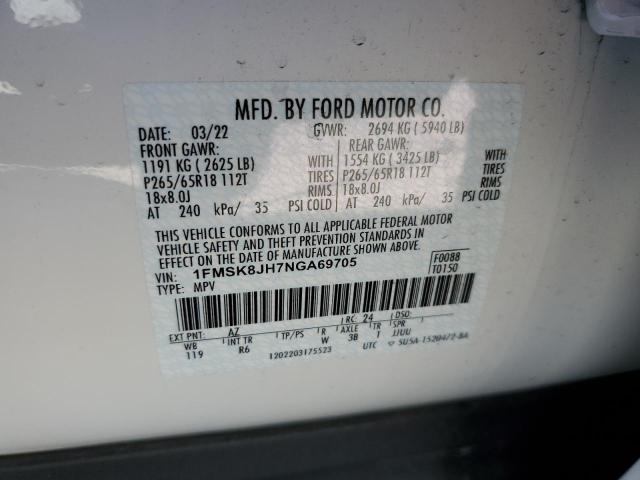 MFD. BY FORD MOTOR CO.
DATE: 03/22 GVWR: 2694 KG ( 5940 LB)
FRONT GAWR: REAR GAWR:
1191 KG ( 2625 LB) WITH 1554 KG ( 3425 LB) WITH
P265/65R18 112T TIRES P265/65R18 112T TIRES
18x8.0J RIMS 18x8.0J RIMS
AT 240 kPa/ 35 PSI COLD AT 240 kPa/ 35 PSI COLD
THIS VEHICLE CONFORMS TO ALL APPLICABLE FEDERAL MOTOR
VEHICLE SAFETY AND BUMPER STANDARDS IN
EFFECT ON THE DATE OF MANUFACTURE SHOWN ABOVE.
VIN: 1FMSK8JH7NGA69705 F0088
TYPE: MPV T0150
EXT PNT: AZ RC: 24 DSO:
WB INT TR TP/PS R AXLE TR SPR
119 R6 W 3B T JJUU
1202203175523 UTC